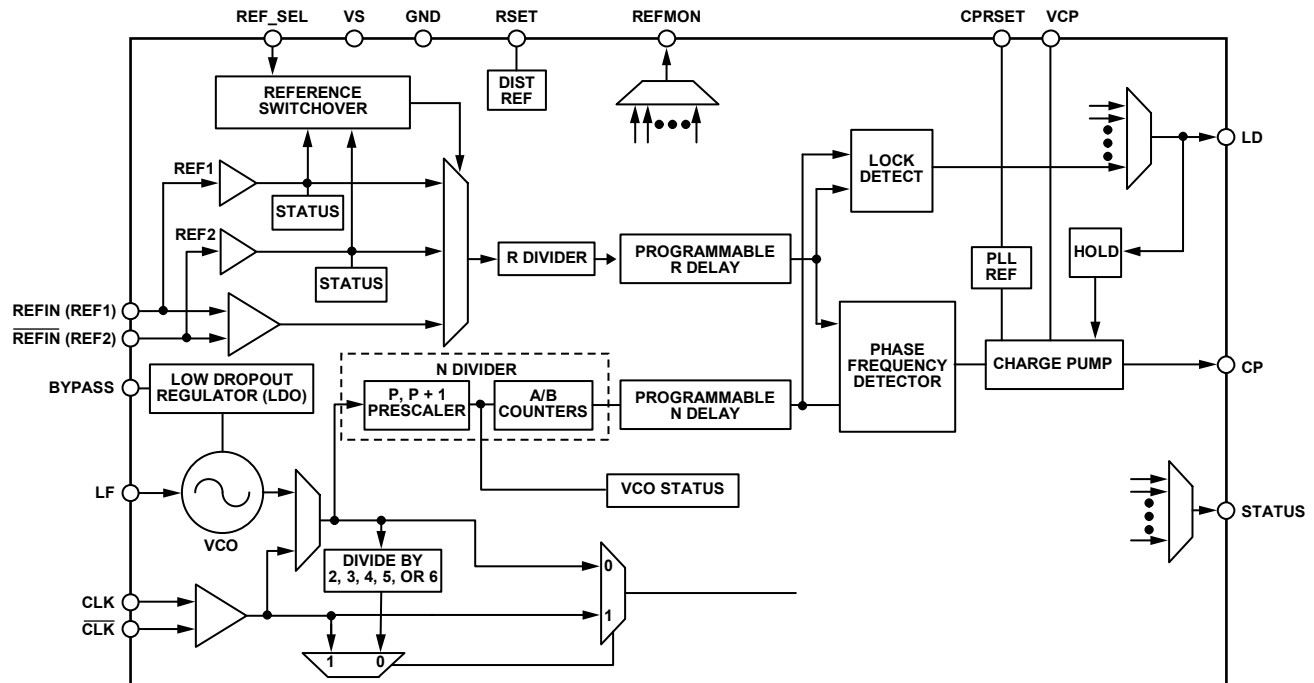 REF_SEL VS GND RSET REFMON CPRSET VCP
REFERENCE
SWITCHOVER
DIST
REF
LD
LOCK
DETECT
REF1
STATUS
REF2
STATUS
R DIVIDER
PROGRAMMABLE
R DELAY
PLL
REF
HOLD
REFIN (REF1)
REFIN (REF2)
BYPASS
LOW DROPOUT
REGULATOR (LDO)
N DIVIDER
P, P + 1
PRESCALER
A/B
COUNTERS
PROGRAMMABLE
N DELAY
PHASE
FREQUENCY
DETECTOR
CHARGE PUMP
CP
LF
VCO
VCO STATUS
STATUS
DIVIDE BY
2, 3, 4, 5, OR 6
0
1
CLK
CLK
1 0